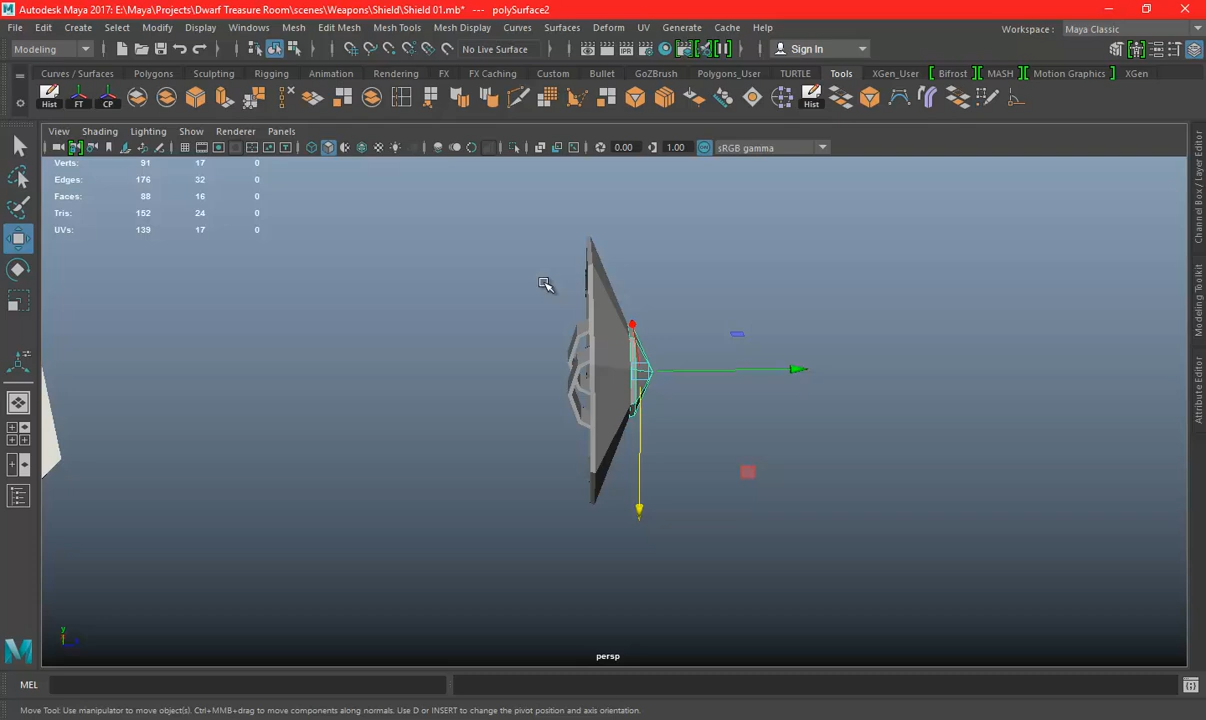 Autodesk Maya 2017: E:\Maya\Projects\Dwarf Treasure Room\scenes\Weapons\Shield\Shield 01.mb*   ---   polySurface2
File Edit Create Select Modify Display Windows Mesh Edit Mesh Mesh Tools Mesh Display Curves Surfaces Deform UV Generate Cache Help Workspace : Maya Classic
Modeling No Live Surface Sign In
Curves / Surfaces Polygons Sculpting Rigging Animation Rendering FX FX Caching Custom Bullet GoZBrush Polygons_User TURTLE Tools XGen_User Bifrost MASH Motion Graphics XGen
Hist FT CP Hist
View Shading Lighting Show Renderer Panels
0.00 1.00 sRGB gamma
Verts: 91 17 0
Edges: 176 32 0
Faces: 88 16 0
Tris: 152 24 0
UVs: 139 17 0
Channel Box / Layer Editor
Modeling Toolkit
Attribute Editor
y
persp
MEL
Move Tool: Use manipulator to move object(s). Ctrl+MMB+drag to move components along normals. Use D or INSERT to change the pivot position and axis orientation.